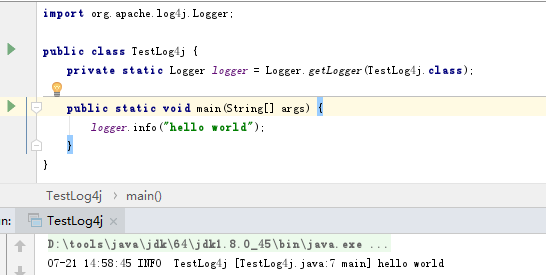 import org.apache.log4j.Logger;
public class TestLog4j {
private static Logger logger = Logger.getLogger(TestLog4j.class);
public static void main(String[] args) {
logger.info("hello world");
}
}
TestLog4j › main()
n: TestLog4j ×
D:\tools\java\jdk\64\jdk1.8.0_45\bin\java.exe ...
07-21 14:58:45 INFO TestLog4j [TestLog4j.java:7 main] hello world